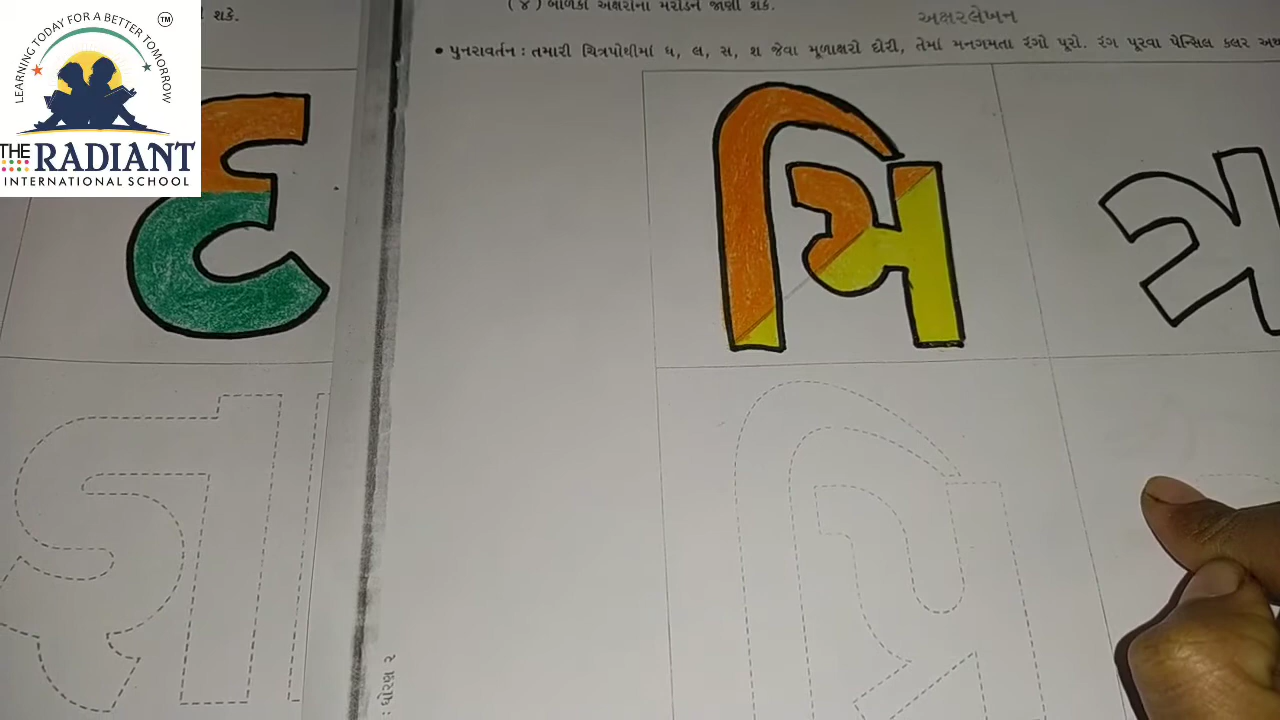 LEARNING TODAY FOR A BETTER TOMORROW
TM
THE RADIANT
INTERNATIONAL SCHOOL
શકે.
(૪) બાળકો અક્ષરોના મરોડને જાણી શકે.
અક્ષરલેખન
• પુનરાવર્તન : તમારી ચિત્રપોથીમાં ધ, લ, સ, શ જેવા મૂળાક્ષરો દોરી, તેમાં મનગમતા રંગો પૂરો. રંગ પૂરવા પેન્સિલ કલર અથ
: ધોરણ ૨